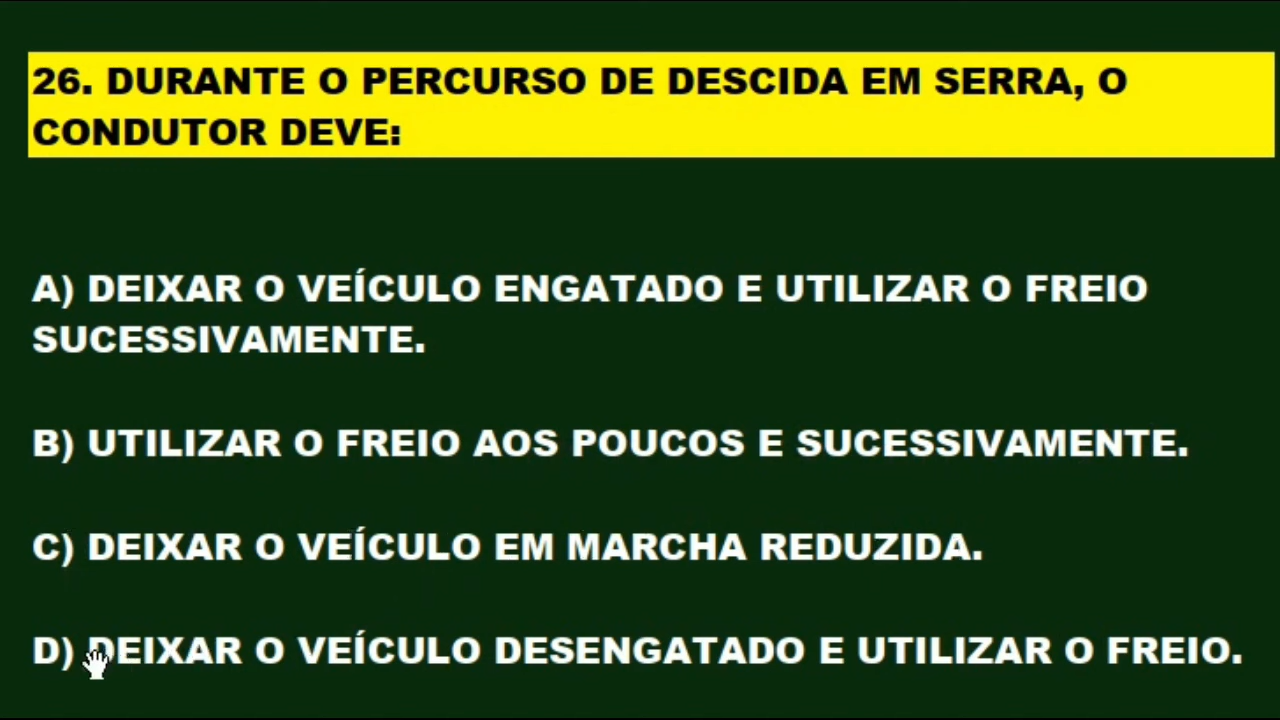 26. DURANTE O PERCURSO DE DESCIDA EM SERRA, O
CONDUTOR DEVE:
A) DEIXAR O VEÍCULO ENGATADO E UTILIZAR O FREIO
SUCESSIVAMENTE.
B) UTILIZAR O FREIO AOS POUCOS E SUCESSIVAMENTE.
C) DEIXAR O VEÍCULO EM MARCHA REDUZIDA.
D) DEIXAR O VEÍCULO DESENGATADO E UTILIZAR O FREIO.